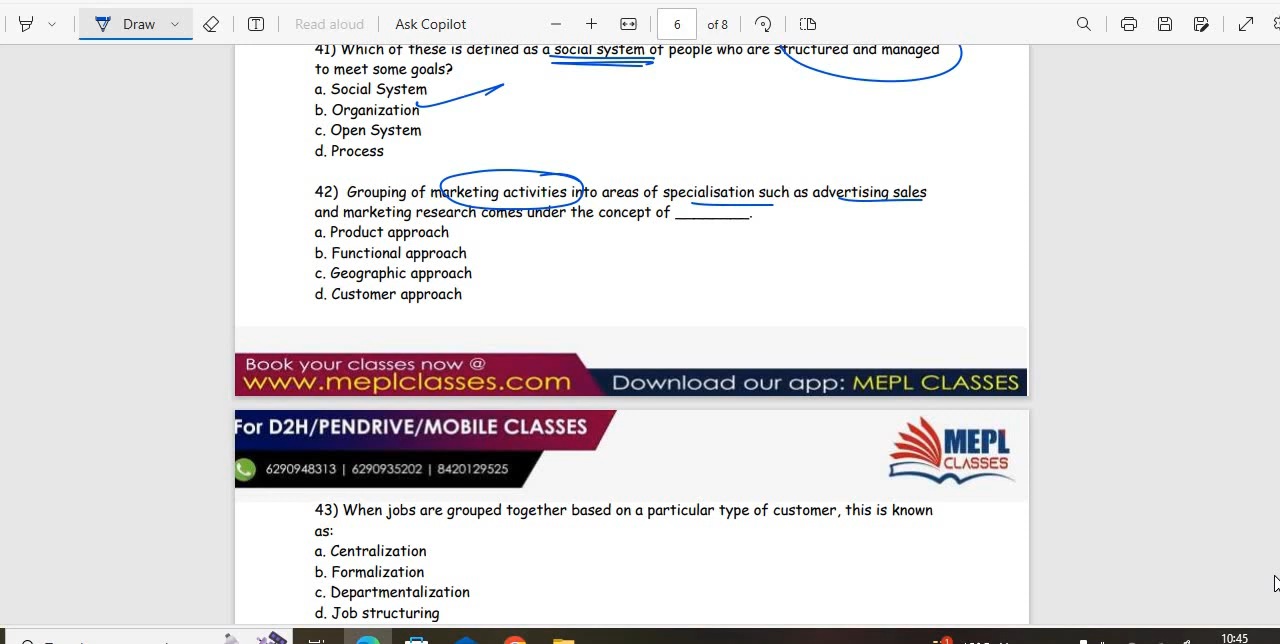 Draw
Read aloud
Ask Copilot
6
of 8
41) Which of these is defined as a social system of people who are structured and managed
to meet some goals?
a. Social System
b. Organization
c. Open System
d. Process
42) Grouping of marketing activities into areas of specialisation such as advertising sales
and marketing research comes under the concept of ________.
a. Product approach
b. Functional approach
c. Geographic approach
d. Customer approach
Book your classes now @
www.meplclasses.com
Download our app: MEPL CLASSES
For D2H/PENDRIVE/MOBILE CLASSES
6290948313 | 6290935202 | 8420129525
MEPL
CLASSES
43) When jobs are grouped together based on a particular type of customer, this is known
as:
a. Centralization
b. Formalization
c. Departmentalization
d. Job structuring
1
10:45